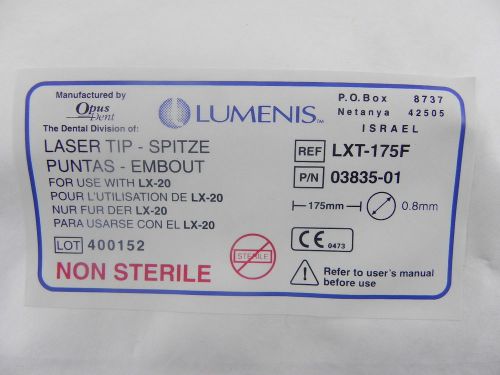 Manufactured by
Opus
Dent
The Dental Division of:
LUMENIS™
P.O.Box 8737
Netanya 42505
ISRAEL
LASER TIP - SPITZE
PUNTAS - EMBOUT
FOR USE WITH LX-20
POUR L'UTILISATION DE LX-20
NUR FUR DER LX-20
PARA USARSE CON EL LX-20
LOT 400152
NON STERILE
STERILE
REF LXT-175F
P/N 03835-01
175mm 0.8mm
CE 0473
! Refer to user's manual
before use